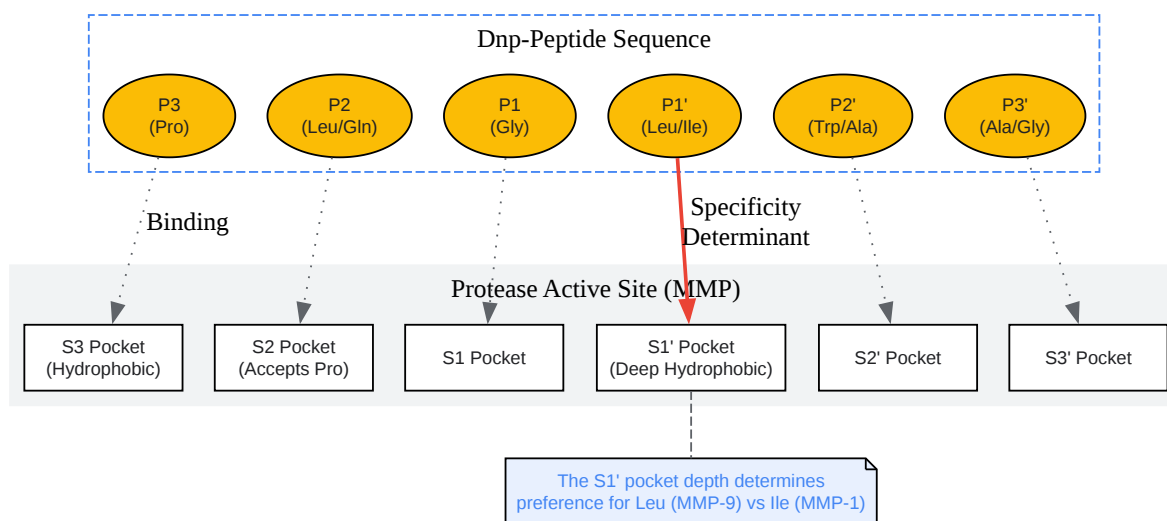 Dnp-Peptide Sequence
P3
(Pro)
P2
(Leu/Gln)
P1
(Gly)
P1'
(Leu/Ile)
P2'
(Trp/Ala)
P3'
(Ala/Gly)
Binding
Specificity
Determinant
Protease Active Site (MMP)
S3 Pocket
(Hydrophobic)
S2 Pocket
(Accepts Pro)
S1 Pocket
S1' Pocket
(Deep Hydrophobic)
S2' Pocket
S3' Pocket
The S1' pocket depth determines
preference for Leu (MMP-9) vs Ile (MMP-1)